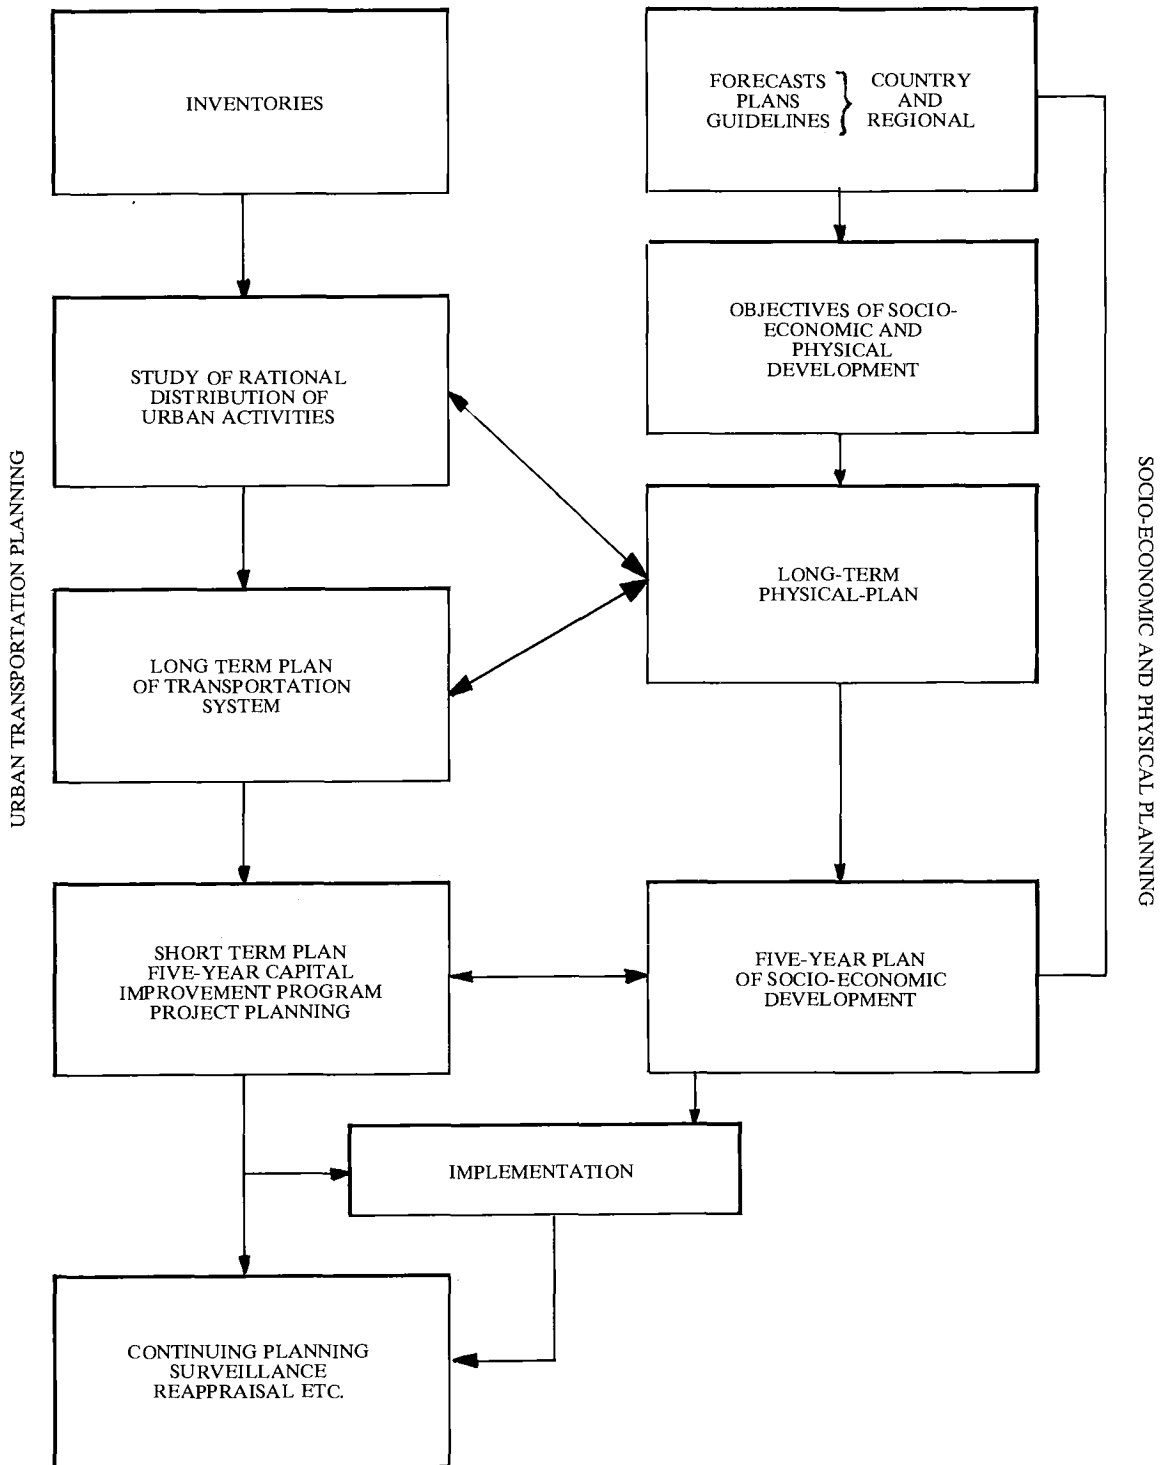 INVENTORIES
FORECASTS
PLANS
GUIDELINES
COUNTRY
AND
REGIONAL
OBJECTIVES OF SOCIO-
ECONOMIC AND
PHYSICAL
DEVELOPMENT
STUDY OF RATIONAL
DISTRIBUTION OF
URBAN ACTIVITIES
URBAN TRANSPORTATION PLANNING
SOCIO-ECONOMIC AND PHYSICAL PLANNING
LONG-TERM
PHYSICAL-PLAN
LONG TERM PLAN
OF TRANSPORTATION
SYSTEM
SHORT TERM PLAN
FIVE-YEAR CAPITAL
IMPROVEMENT PROGRAM
PROJECT PLANNING
FIVE-YEAR PLAN
OF SOCIO-ECONOMIC
DEVELOPMENT
IMPLEMENTATION
CONTINUING PLANNING
SURVEILLANCE
REAPPRAISAL ETC.